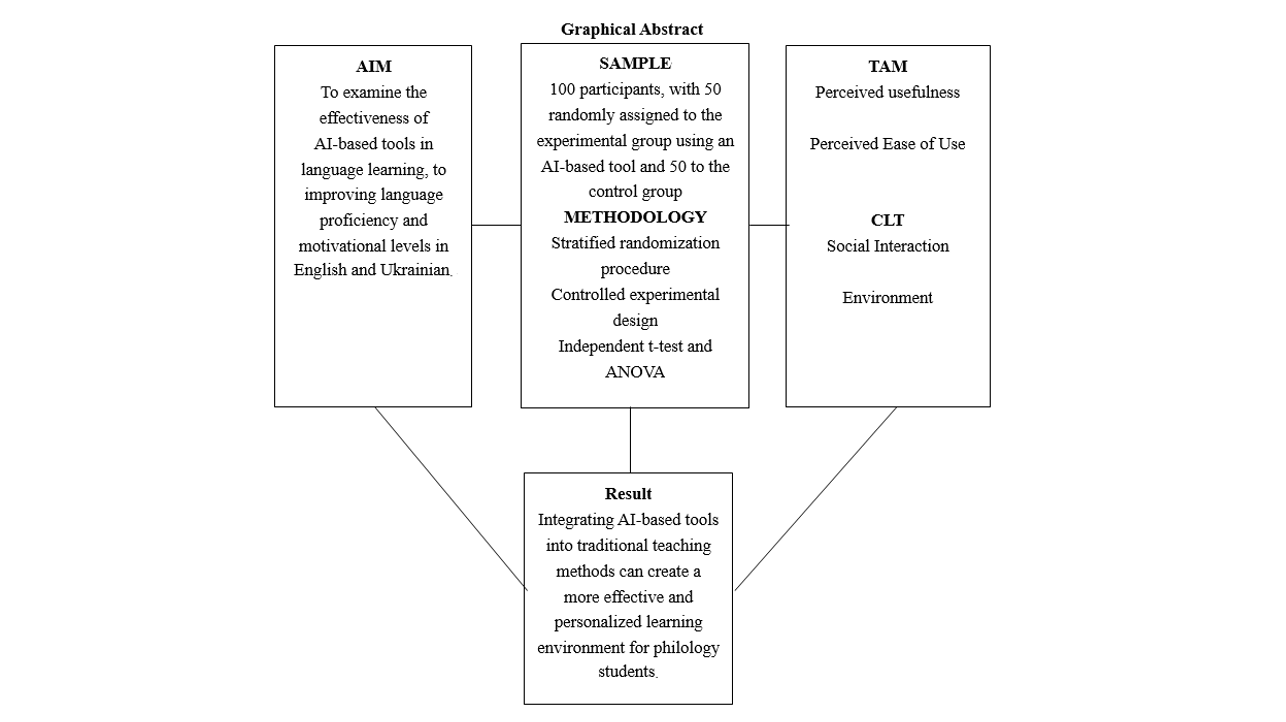 Graphical Abstract
AIM
To examine the
effectiveness of
AI-based tools in
language learning, to
improving language
proficiency and
motivational levels in
English and Ukrainian.
SAMPLE
100 participants, with 50
randomly assigned to the
experimental group using an
AI-based tool and 50 to the
control group
METHODOLOGY
Stratified randomization
procedure
Controlled experimental
design
Independent t-test and
ANOVA
TAM
Perceived usefulness
Perceived Ease of Use
CLT
Social Interaction
Environment
Result
Integrating AI-based tools
into traditional teaching
methods can create a
more effective and
personalized learning
environment for philology
students.